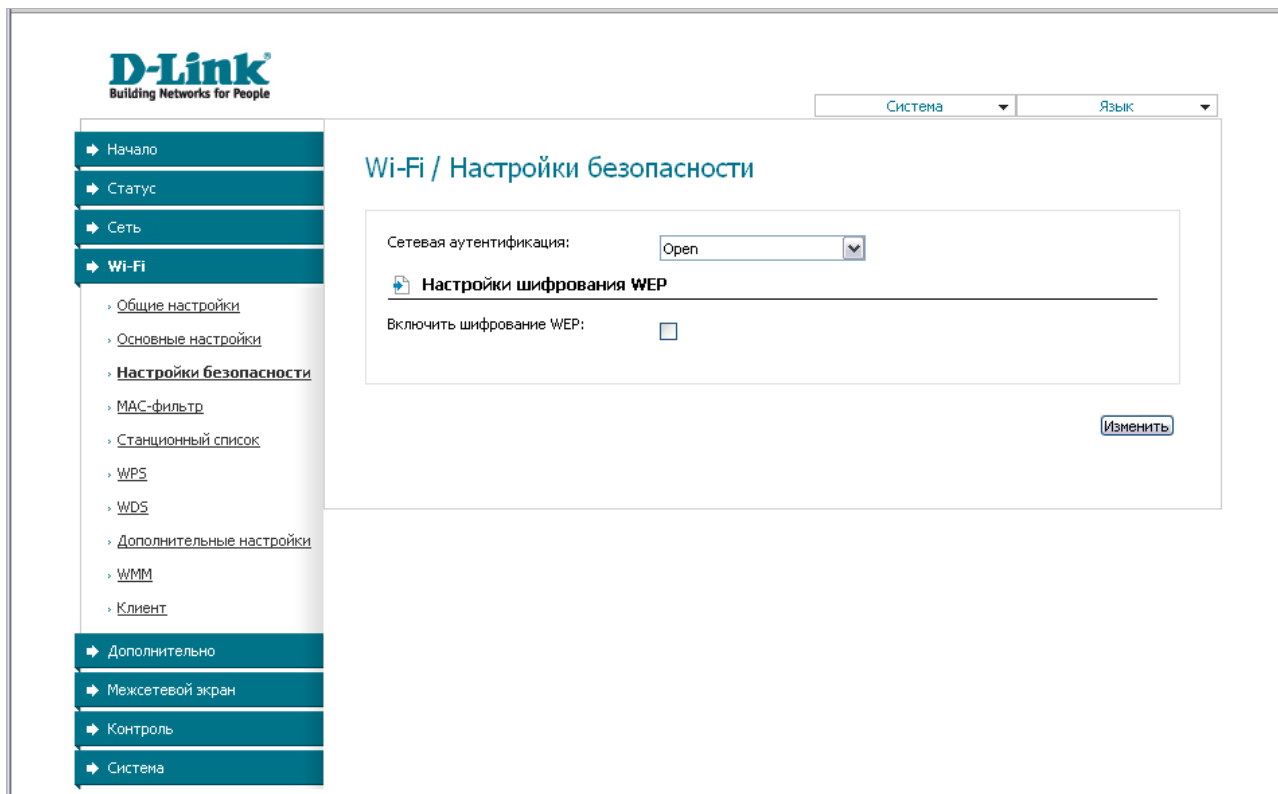 D-Link
Building Networks for People
Система
Язык
Начало
Статус
Сеть
Wi-Fi
Общие настройки
Основные настройки
Настройки безопасности
MAC-фильтр
Станционный список
WPS
WDS
Дополнительные настройки
WMM
Клиент
Дополнительно
Межсетевой экран
Контроль
Система
Wi-Fi / Настройки безопасности
Сетевая аутентификация:
Open
Настройки шифрования WEP
Включить шифрование WEP:
Изменить